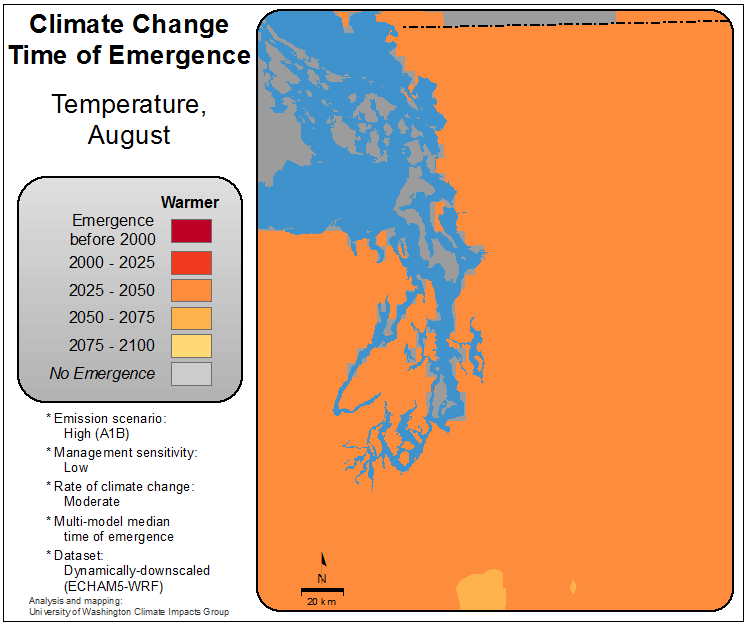 Climate Change
Time of Emergence
Temperature,
August
Warmer
Emergence
before 2000
2000 - 2025
2025 - 2050
2050 - 2075
2075 - 2100
No Emergence
* Emission scenario:
High (A1B)
* Management sensitivity:
Low
* Rate of climate change:
Moderate
* Multi-model median
time of emergence
* Dataset:
Dynamically-downscaled
(ECHAM5-WRF)
Analysis and mapping:
University of Washington Climate Impacts Group
N
20 km